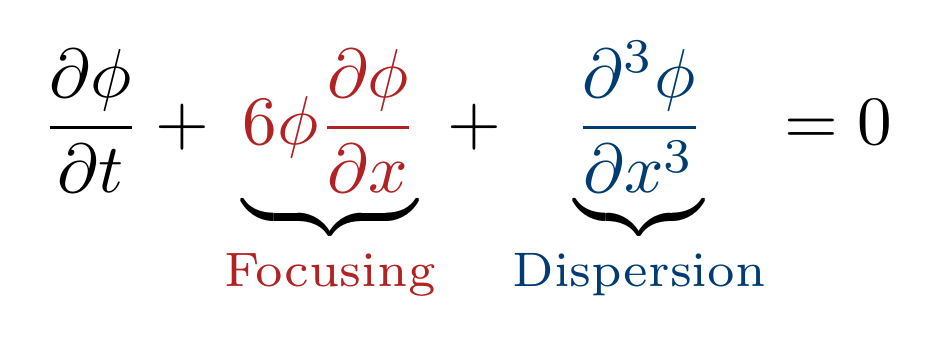 ∂ϕ/∂t + 6ϕ ∂ϕ/∂x + ∂³ϕ/∂x³ = 0
Focusing Dispersion